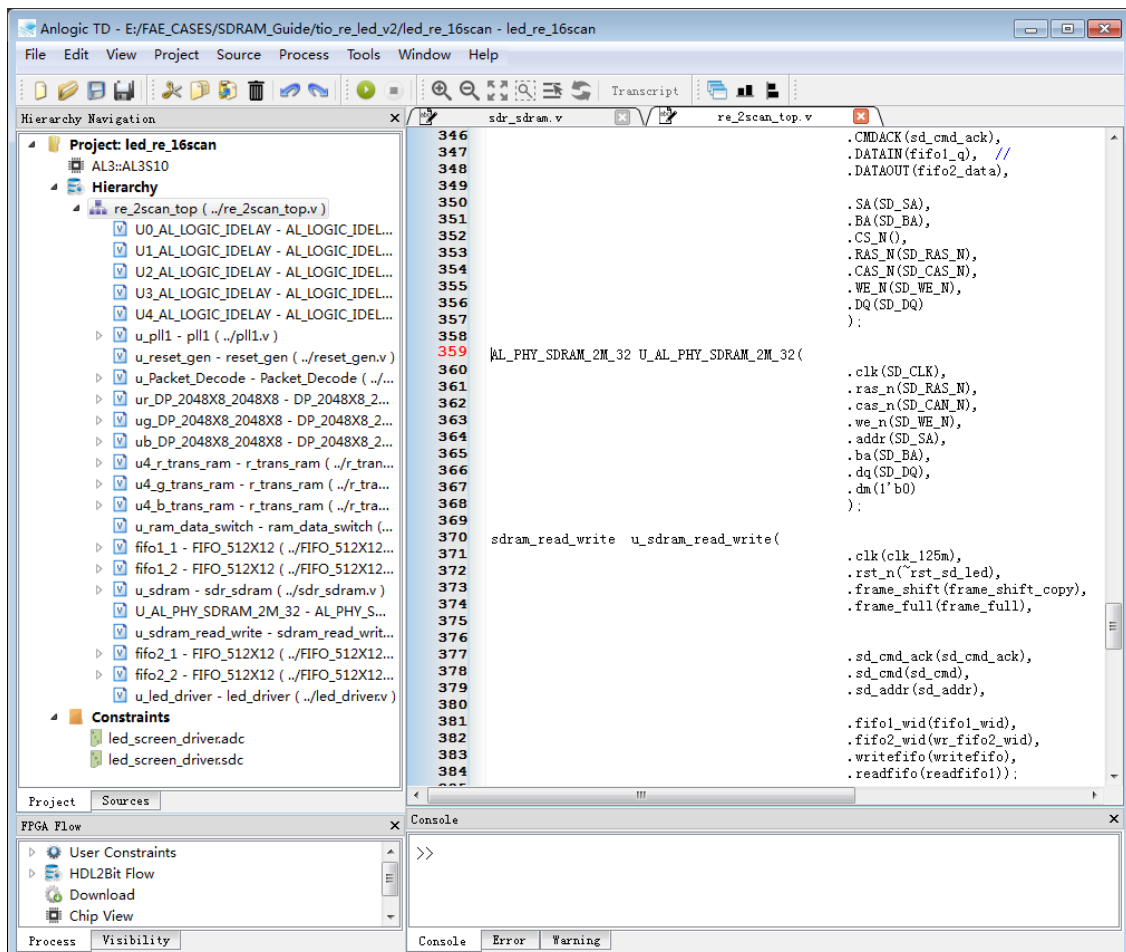 Anlogic TD - E:/FAE_CASES/SDRAM_Guide/tio_re_led_v2/led_re_16scan - led_re_16scan
File Edit View Project Source Process Tools Window Help
Transcript
Hierarchy Navigation
Project: led_re_16scan
AL3::AL3S10
Hierarchy
re_2scan_top ( ../re_2scan_top.v )
U0_AL_LOGIC_IDELAY - AL_LOGIC_IDEL...
U1_AL_LOGIC_IDELAY - AL_LOGIC_IDEL...
U2_AL_LOGIC_IDELAY - AL_LOGIC_IDEL...
U3_AL_LOGIC_IDELAY - AL_LOGIC_IDEL...
U4_AL_LOGIC_IDELAY - AL_LOGIC_IDEL...
u_pll1 - pll1 ( ../pll1.v )
u_reset_gen - reset_gen ( ../reset_gen.v )
u_Packet_Decode - Packet_Decode ( ../...
ur_DP_2048X8_2048X8 - DP_2048X8_2...
ug_DP_2048X8_2048X8 - DP_2048X8_2...
ub_DP_2048X8_2048X8 - DP_2048X8_2...
u4_r_trans_ram - r_trans_ram ( ../r_tran...
u4_g_trans_ram - r_trans_ram ( ../r_tra...
u4_b_trans_ram - r_trans_ram ( ../r_tra...
u_ram_data_switch - ram_data_switch (...
fifo1_1 - FIFO_512X12 ( ../FIFO_512X12...
fifo1_2 - FIFO_512X12 ( ../FIFO_512X12...
u_sdram - sdr_sdram ( ../sdr_sdram.v )
U_AL_PHY_SDRAM_2M_32 - AL_PHY_S...
u_sdram_read_write - sdram_read_writ...
fifo2_1 - FIFO_512X12 ( ../FIFO_512X12...
fifo2_2 - FIFO_512X12 ( ../FIFO_512X12...
u_led_driver - led_driver ( ../led_driver.v )
Constraints
led_screen_driver.adc
led_screen_driver.sdc
Project Sources
FPGA Flow
User Constraints
HDL2Bit Flow
Download
Chip View
Process Visibility
sdr_sdram.v re_2scan_top.v
346 .CMDACK(sd_cmd_ack),
347 .DATAIN(fifo1_q), //
348 .DATAOUT(fifo2_data),
349
350 .SA(SD_SA),
351 .BA(SD_BA),
352 .CS_N(),
353 .RAS_N(SD_RAS_N),
354 .CAS_N(SD_CAS_N),
355 .WE_N(SD_WE_N),
356 .DQ(SD_DQ)
357 );
358
359 AL_PHY_SDRAM_2M_32 U_AL_PHY_SDRAM_2M_32(
360 .clk(SD_CLK),
361 .ras_n(SD_RAS_N),
362 .cas_n(SD_CAN_N),
363 .we_n(SD_WE_N),
364 .addr(SD_SA),
365 .ba(SD_BA),
366 .dq(SD_DQ),
367 .dm(1'b0)
368 );
369
370 sdram_read_write u_sdram_read_write(
371 .clk(clk_125m),
372 .rst_n(~rst_sd_led),
373 .frame_shift(frame_shift_copy),
374 .frame_full(frame_full),
375
376
377 .sd_cmd_ack(sd_cmd_ack),
378 .sd_cmd(sd_cmd),
379 .sd_addr(sd_addr),
380
381 .fifo1_wid(fifo1_wid),
382 .fifo2_wid(wr_fifo2_wid),
383 .writefifo(writefifo),
384 .readfifo(readfifo1));
Console
>>
Console Error Warning